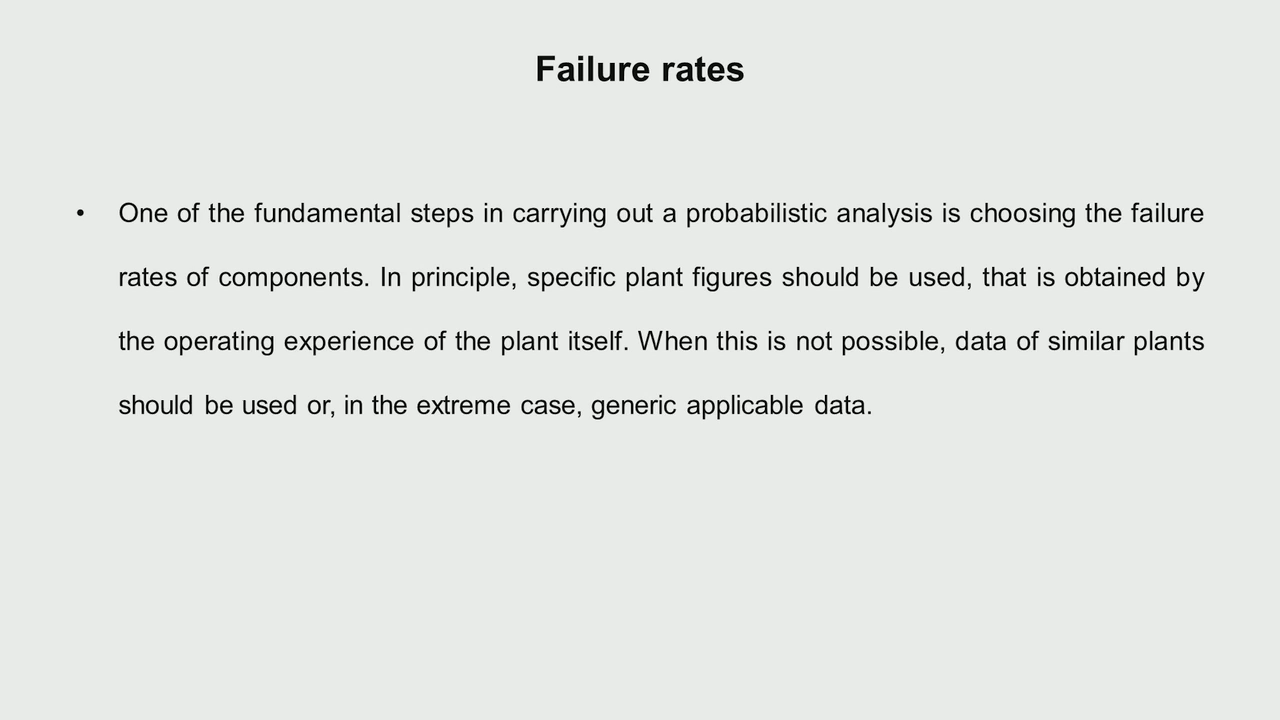 Failure rates
• One of the fundamental steps in carrying out a probabilistic analysis is choosing the failure
rates of components. In principle, specific plant figures should be used, that is obtained by
the operating experience of the plant itself. When this is not possible, data of similar plants
should be used or, in the extreme case, generic applicable data.